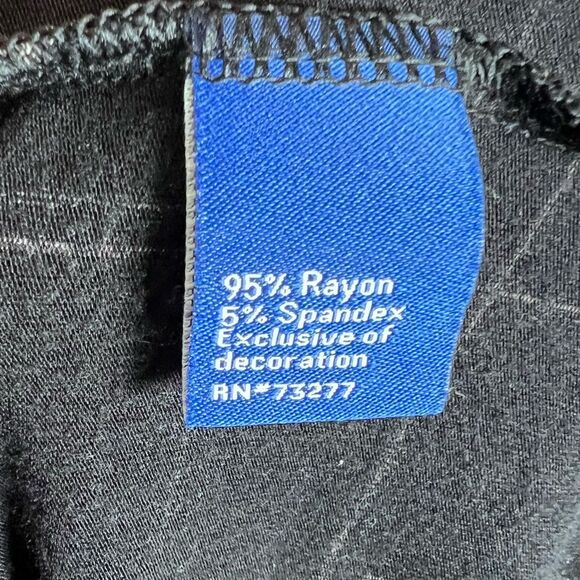 95% Rayon
5% Spandex
Exclusive of
decoration
RN#73277